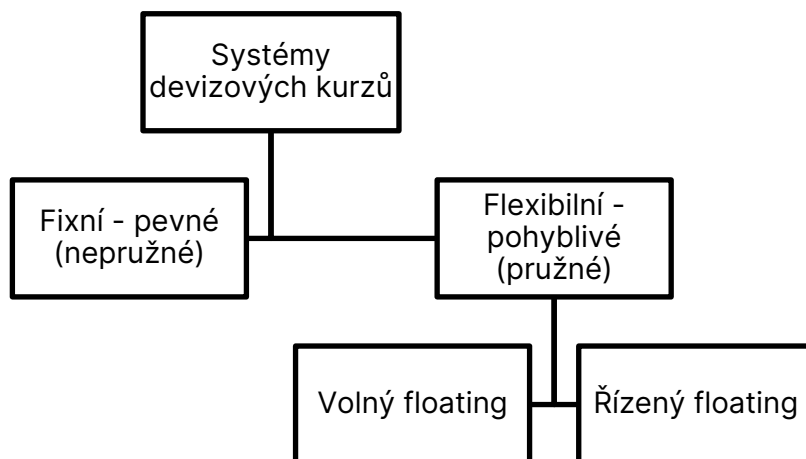 Systémy
devizových kurzů
Fixní - pevné
(nepružné)
Flexibilní -
pohyblivé
(pružné)
Volný floating
Řízený floating